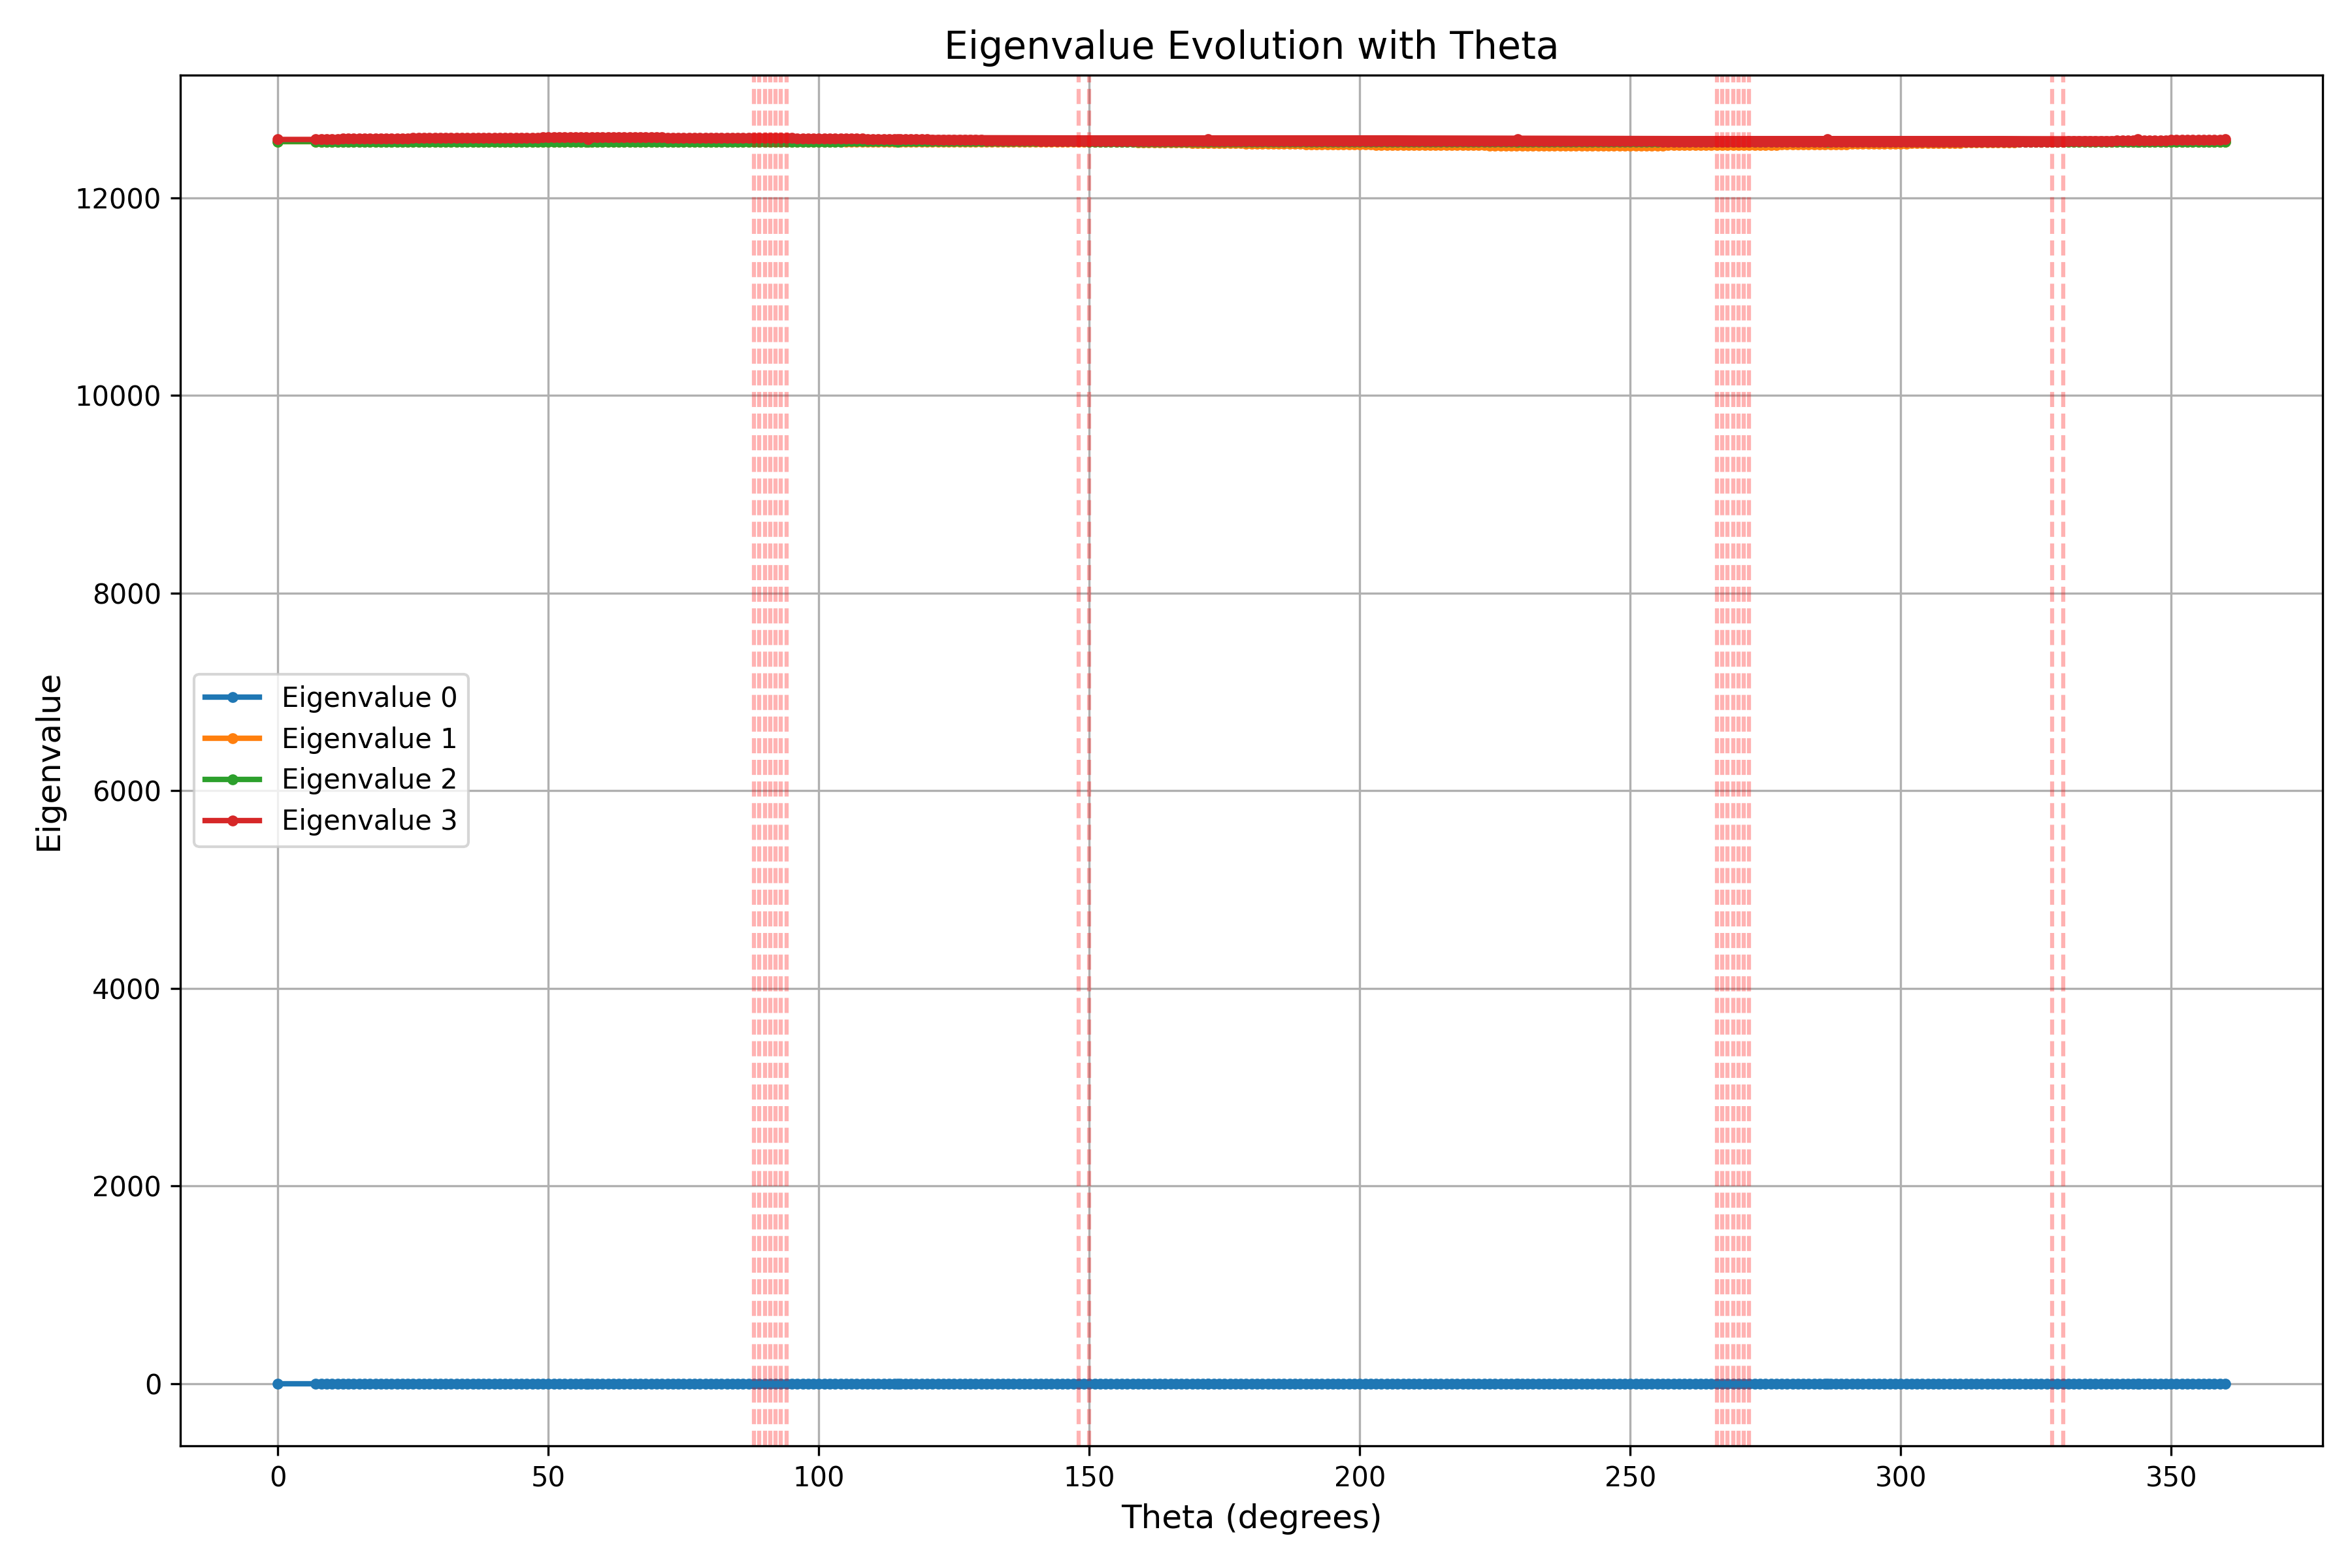 Eigenvalue Evolution with Theta
Eigenvalue
12000
10000
8000
6000
4000
2000
0
Eigenvalue 0
Eigenvalue 1
Eigenvalue 2
Eigenvalue 3
0 50 100 150 200 250 300 350
Theta (degrees)